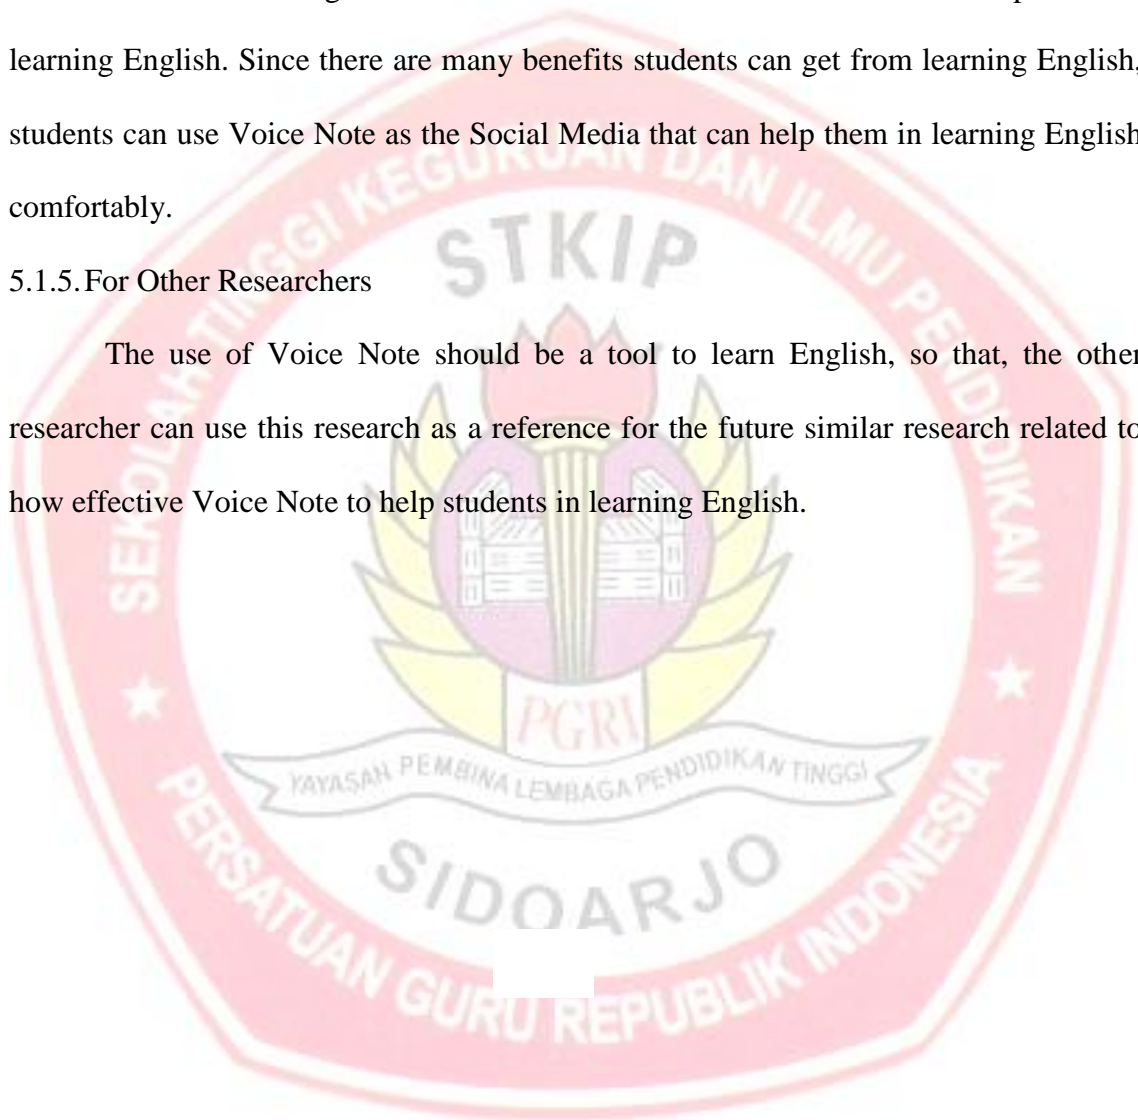 learning English. Since there are many benefits students can get from learning English,
students can use Voice Note as the Social Media that can help them in learning English
comfortably.
5.1.5. For Other Researchers
The use of Voice Note should be a tool to learn English, so that, the other
researcher can use this research as a reference for the future similar research related to
how effective Voice Note to help students in learning English.
SEKOLAH TINGGI KEGURUAN DAN ILMU PENDIDIKAN
STKIP
PGRI
YAYASAN PEMBINA LEMBAGA PENDIDIKAN TINGGI
SIDOARJO
PERSATUAN GURU REPUBLIK INDONESIA